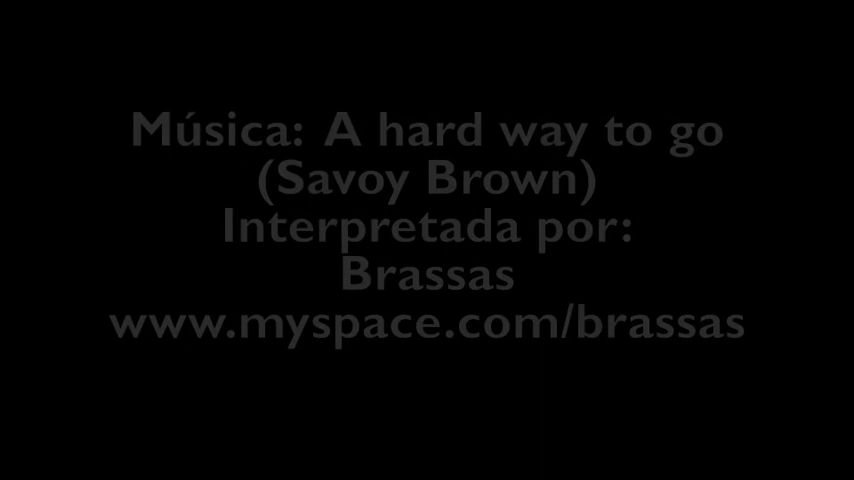 Música: A hard way to go
(Savoy Brown)
Interpretada por:
Brassas
www.myspace.com/brassas